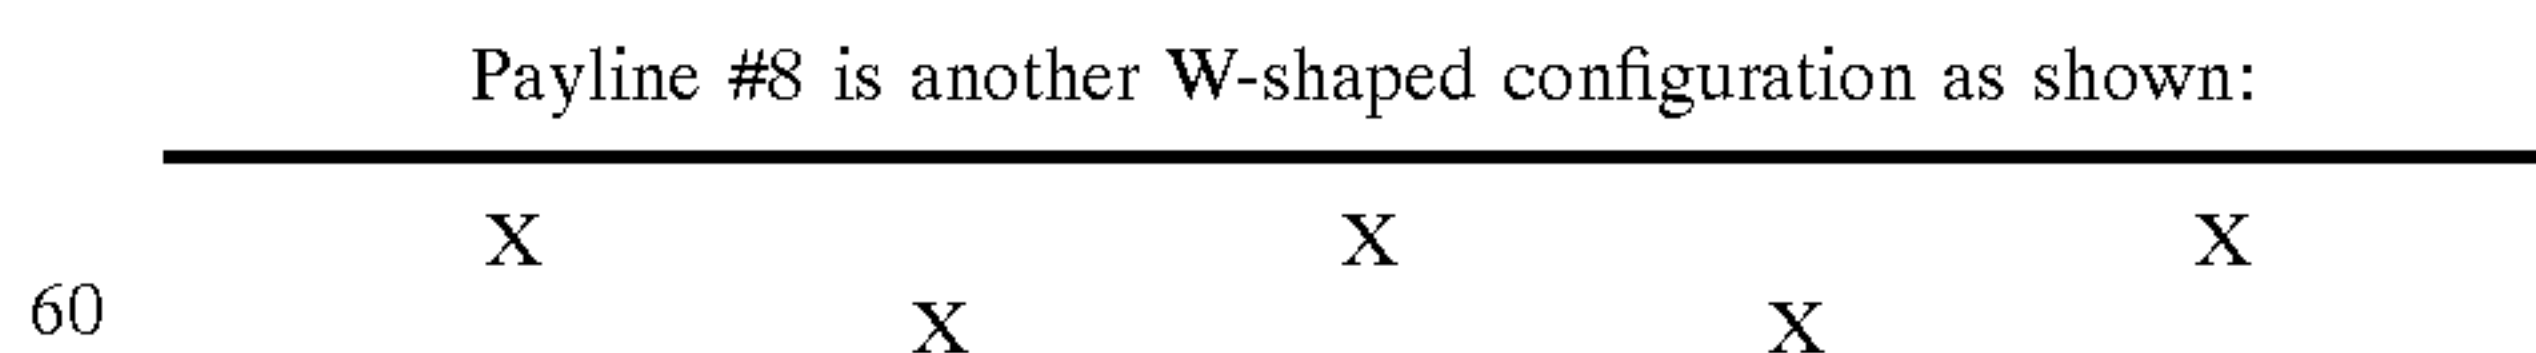 Payline #8 is another W-shaped configuration as shown:
X X X
60 X X